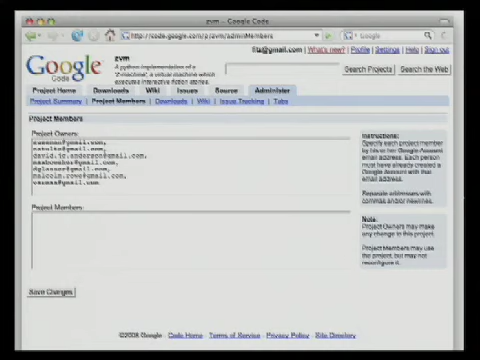 zvm – Google Code
http://code.google.com/p/zvm/adminMembers
Google
fitz@gmail.com | What's new? | Profile | Settings | Help | Sign out
Google
Code
zvm
A python implementation of a
"Z-machine", a virtual machine which
executes interactive fiction stories.
Search Projects
Search the Web
Project Home
Downloads
Wiki
Issues
Source
Administer
Project Summary | Project Members | Downloads | Wiki | Issue Tracking | Tabs
Project Members
Project Owners:
Project Members:
Instructions:
Specify each project member
by his or her Google Account
email address. Each person
must have already created a
Google Account with that
email address.
Separate addresses with
commas and/or newlines.
Note:
Project Owners may make
any change to this project.
Project Members may use
the project, but may not
reconfigure it.
Save Changes
©2008 Google
Code Home
Terms of Service
Privacy Policy
Site Directory